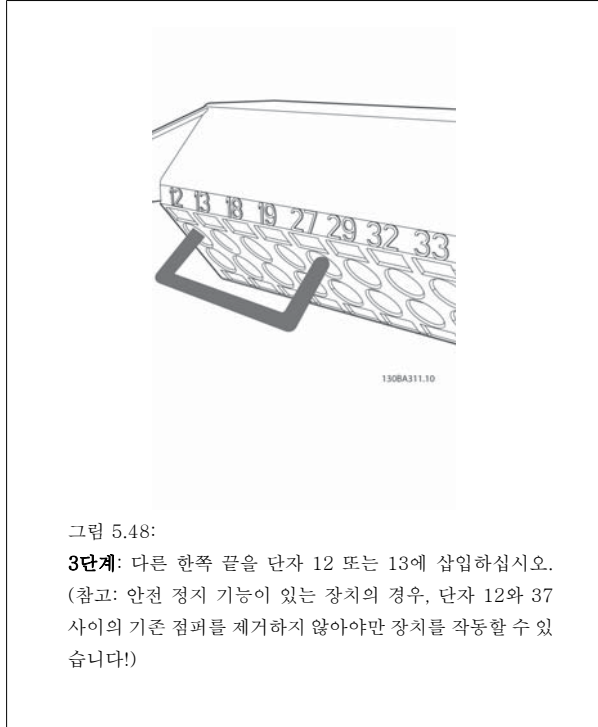 12 13 18 19 27 29 32 33
130BA311.10
그림 5.48:
3단계: 다른 한쪽 끝을 단자 12 또는 13에 삽입하십시오.
(참고: 안전 정지 기능이 있는 장치의 경우, 단자 12와 37
사이의 기존 점퍼를 제거하지 않아야만 장치를 작동할 수 있
습니다!)